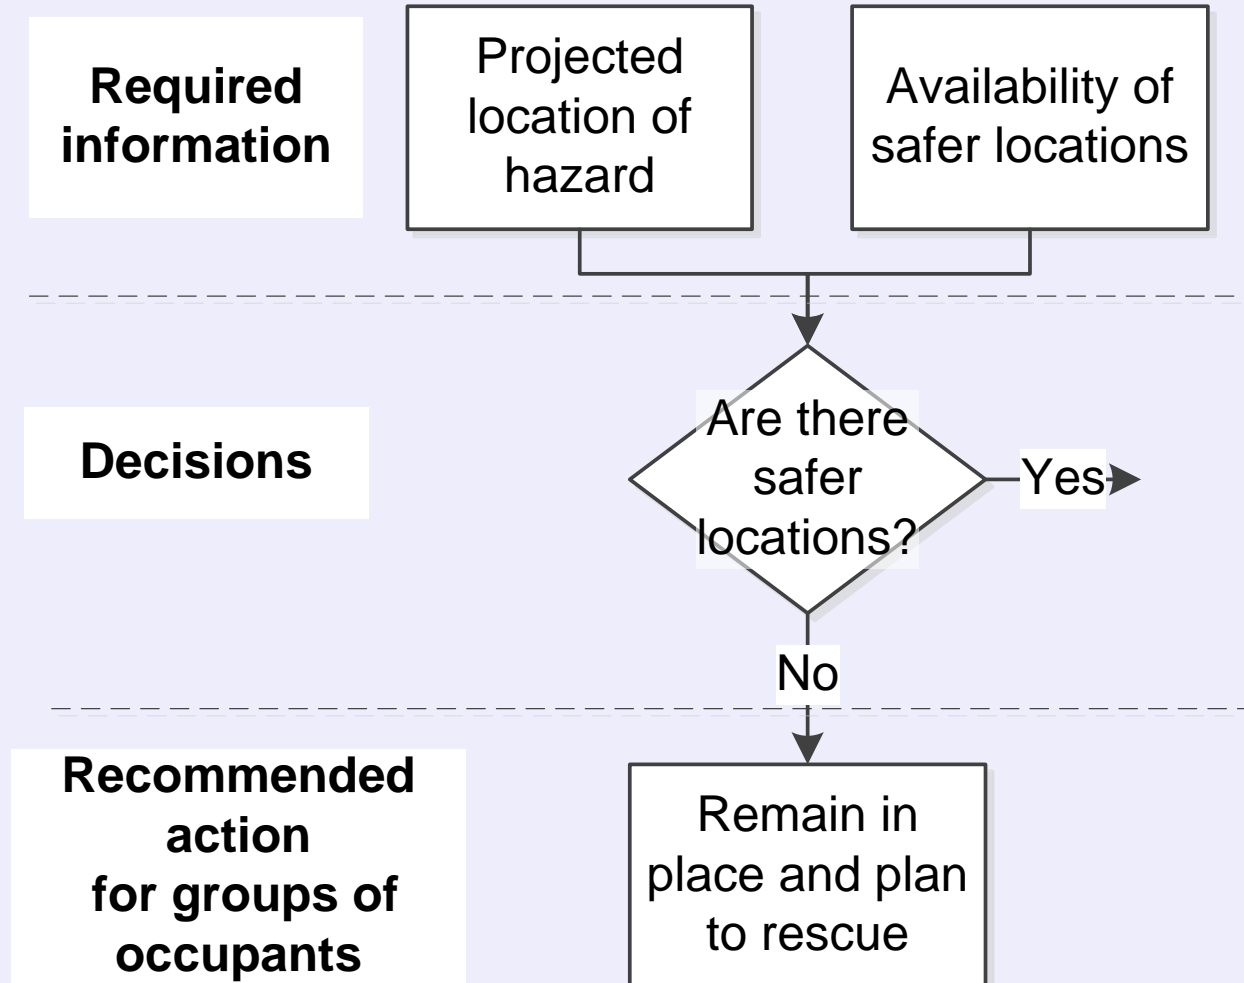 Required
information
Projected
location of
hazard
Availability of
safer locations
Decisions
Are there
safer
locations?
Yes
No
Recommended
action
for groups of
occupants
Remain in
place and plan
to rescue